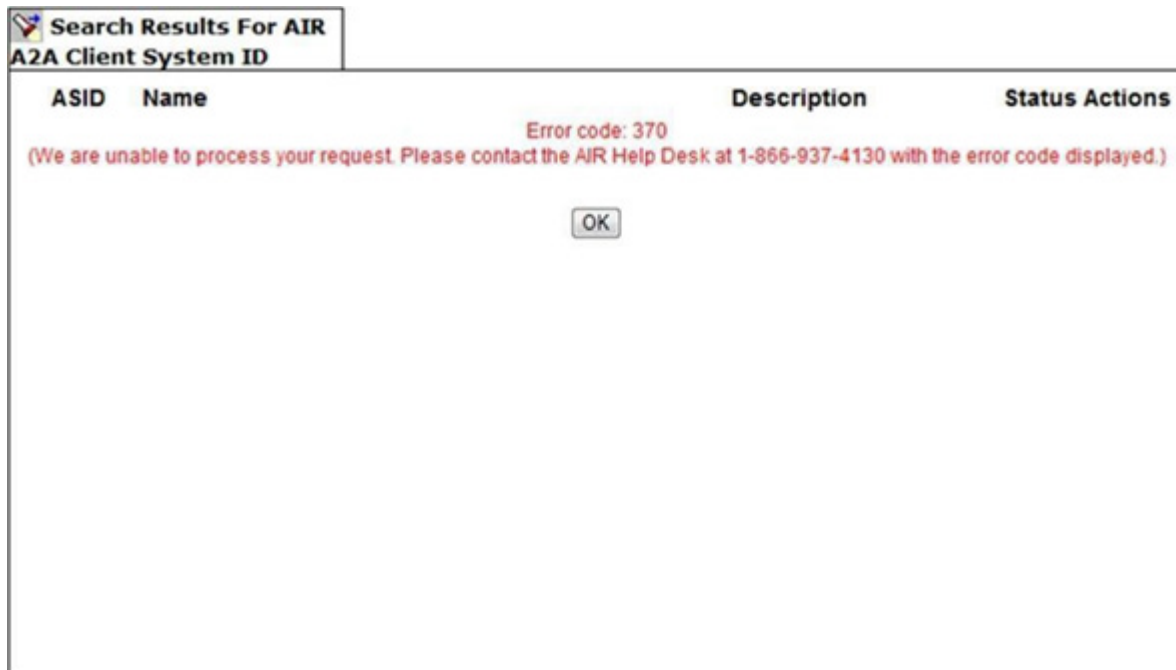 Search Results For AIR
A2A Client System ID
ASID Name Description Status Actions
Error code: 370
(We are unable to process your request. Please contact the AIR Help Desk at 1-866-937-4130 with the error code displayed.)
OK